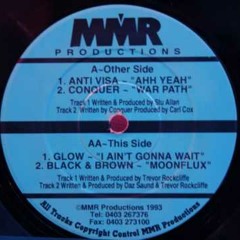 MMR
PRODUCTIONS
A-Other Side
1. ANTI VISA ~ "AHH YEAH"
2. CONQUER ~ "WAR PATH"
Track 1 Written & Produced by Stu Allan
Track 2 Written by Conquer Produced by Carl Cox
AA-This Side
1. GLOW ~ "I AIN'T GONNA WAIT"
2. BLACK & BROWN ~ "MOONFLUX"
Track 1 Written & Produced by Trevor Rockcliffe
Track 2 Written & Produced by Daz Saund & Trevor Rockcliffe
©MMR Productions 1993
Tel: 0403 267376
Fax: 0403 273100
All Tracks Copyright Control MMR Productions